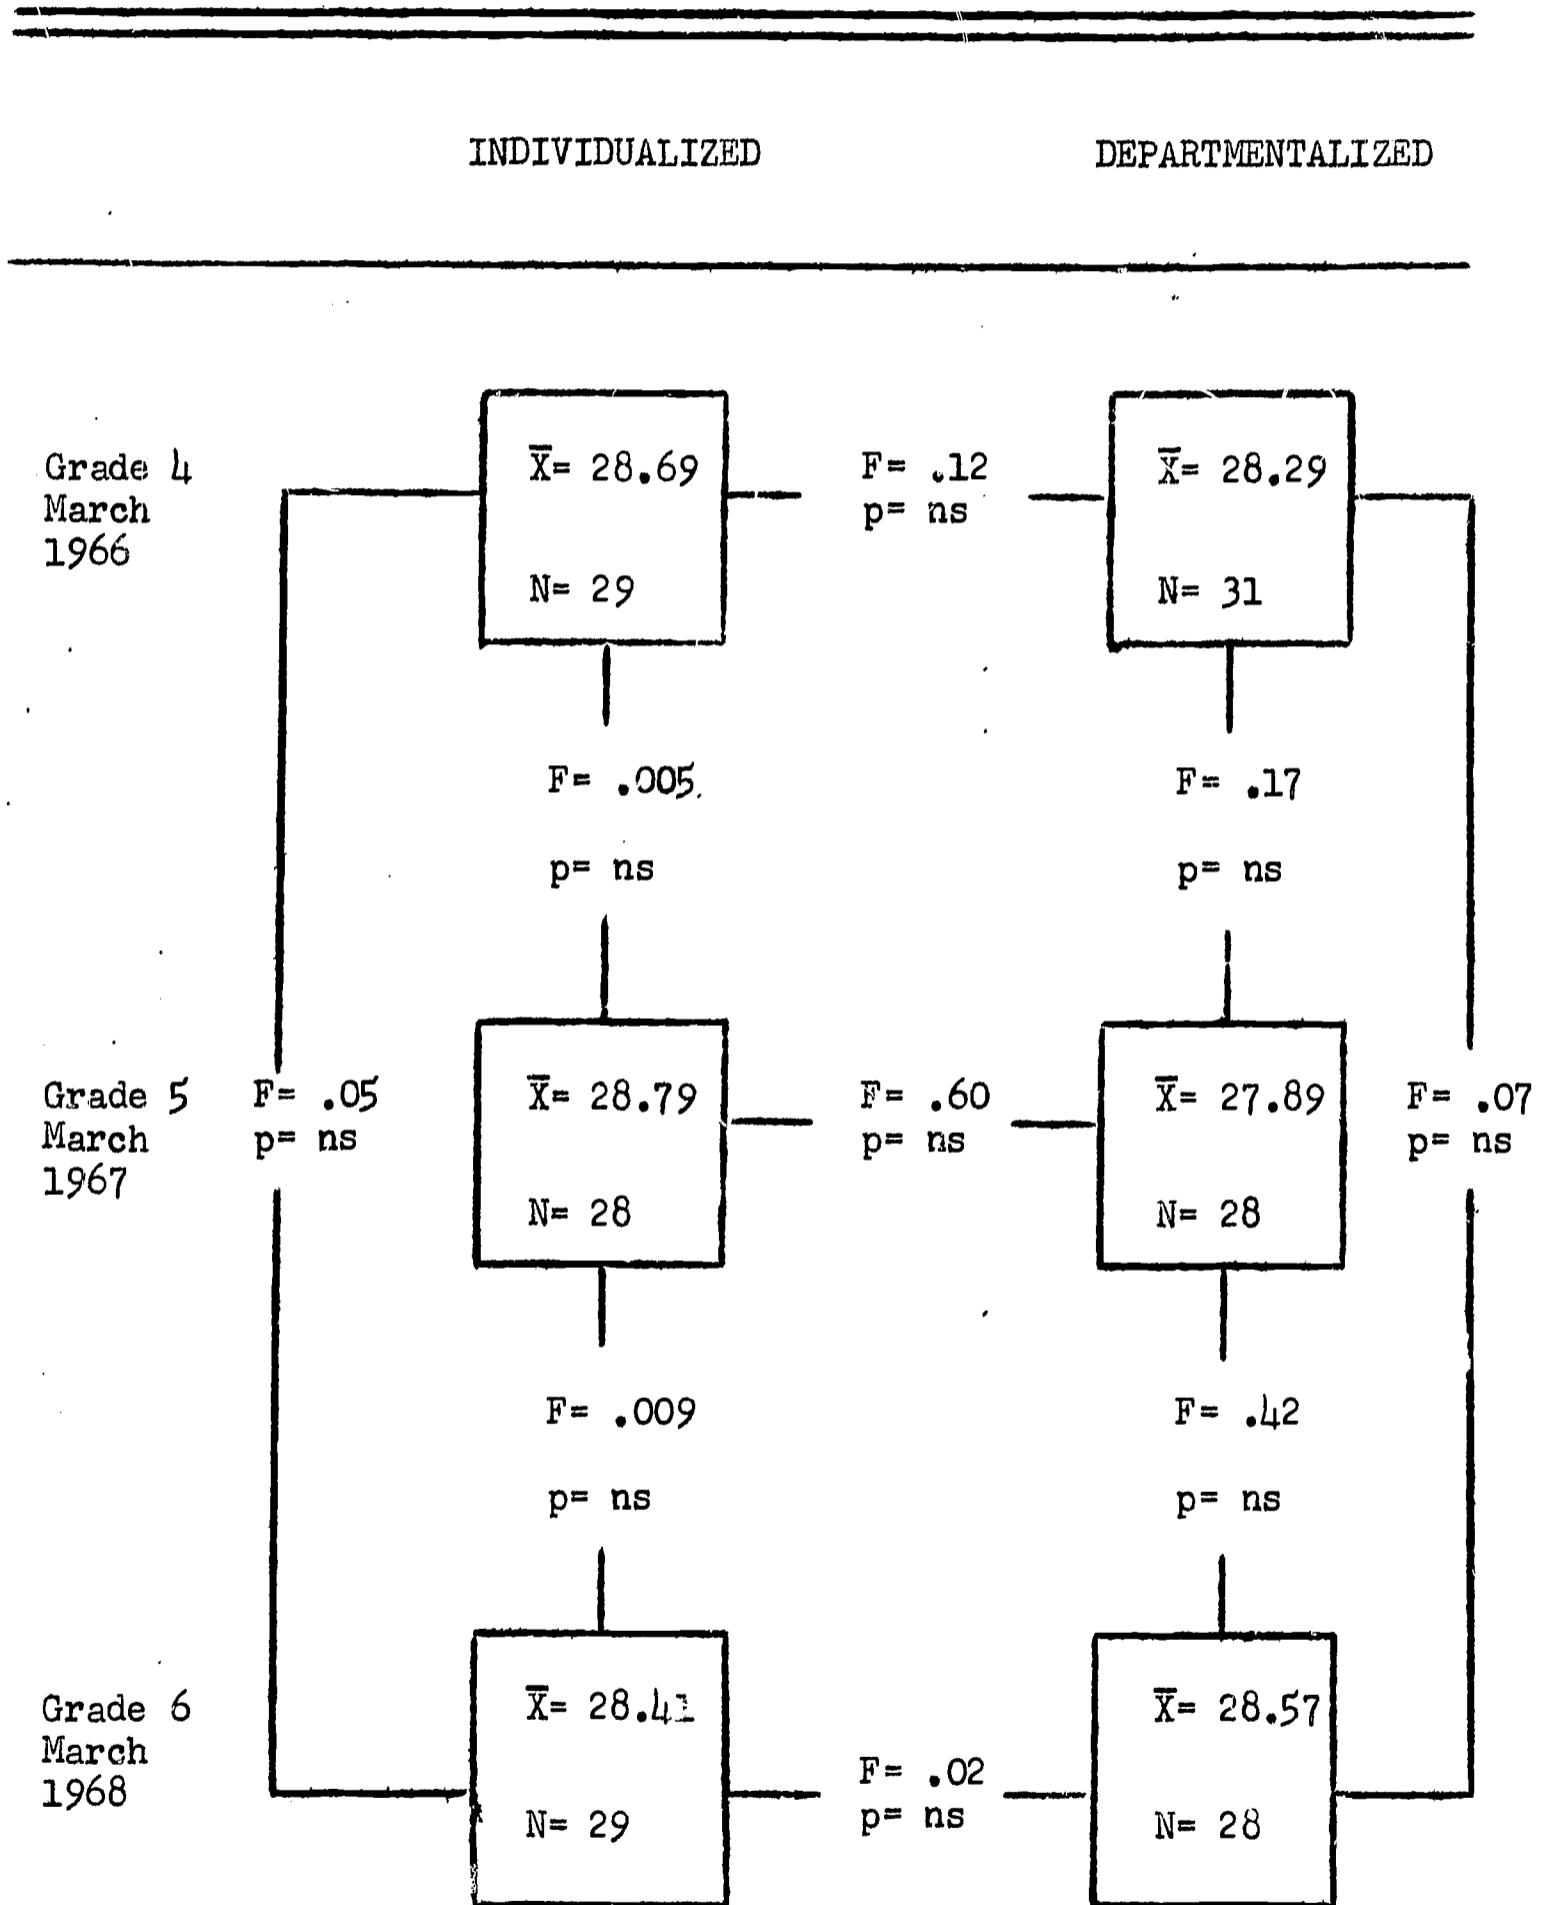 INDIVIDUALIZED DEPARTMENTALIZED
Grade 4
March
1966
X̄= 28.69
N= 29
F= .12
p= ns
X̄= 28.29
N= 31
F= .005
p= ns
F= .17
p= ns
Grade 5
March
1967
F= .05
p= ns
X̄= 28.79
N= 28
F= .60
p= ns
X̄= 27.89
N= 28
F= .07
p= ns
F= .009
p= ns
F= .42
p= ns
Grade 6
March
1968
X̄= 28.41
N= 29
F= .02
p= ns
X̄= 28.57
N= 28